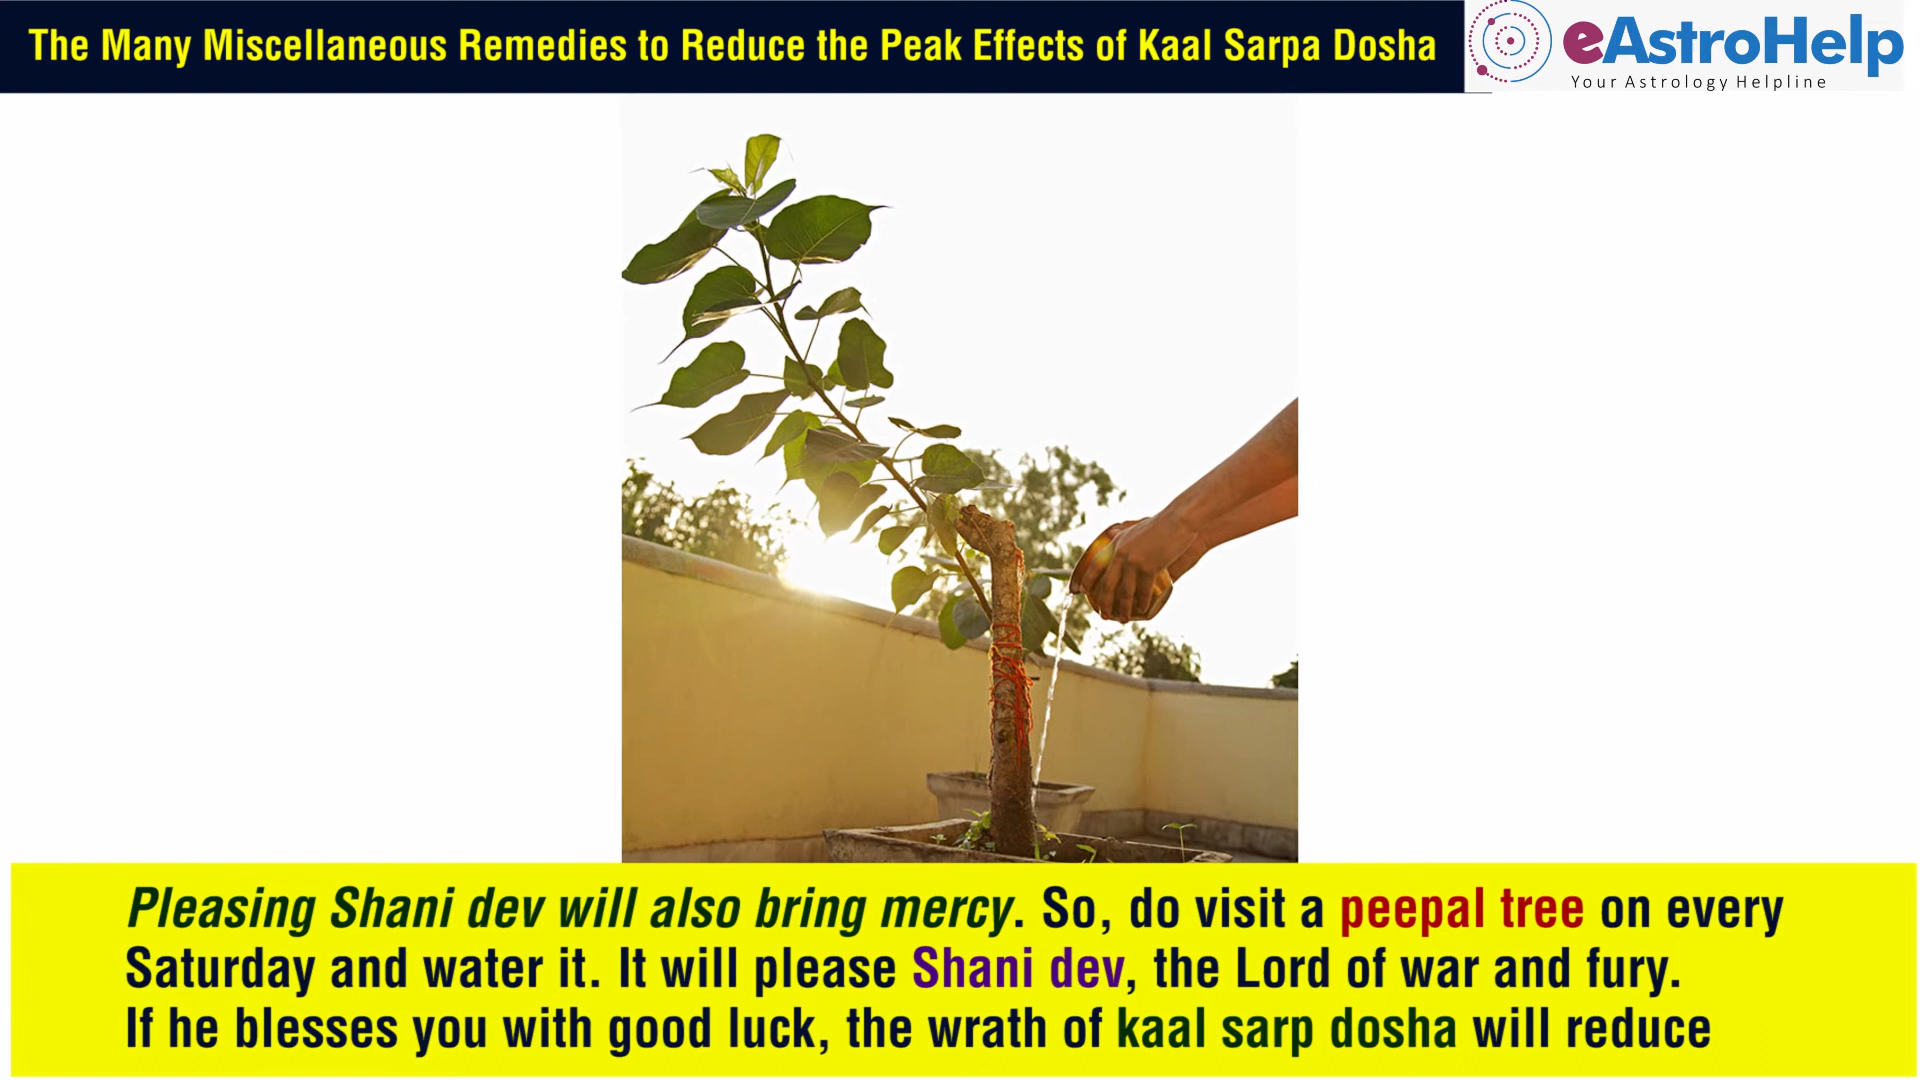 The Many Miscellaneous Remedies to Reduce the Peak Effects of Kaal Sarpa Dosha
eAstroHelp
Your Astrology Helpline
Pleasing Shani dev will also bring mercy. So, do visit a peepal tree on every
Saturday and water it. It will please Shani dev, the Lord of war and fury.
If he blesses you with good luck, the wrath of kaal sarp dosha will reduce